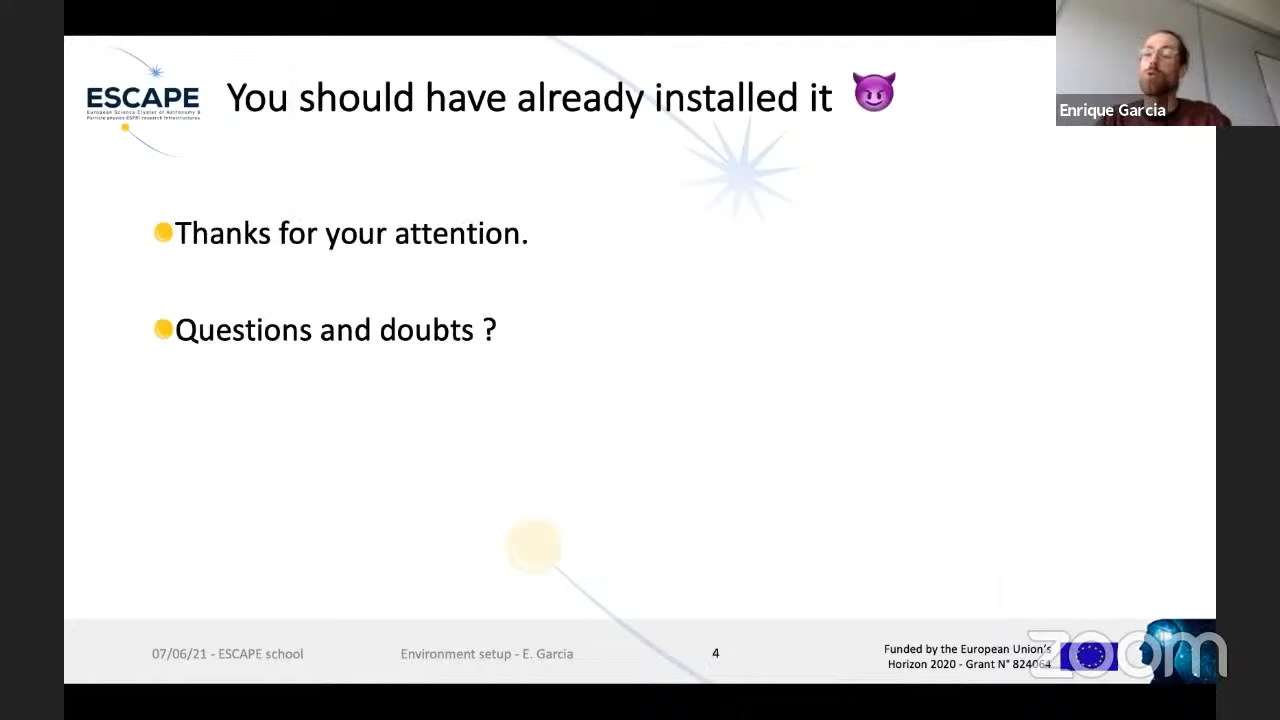 ESCAPE
European Science Cluster of Astronomy &
Particle physics ESFRI research Infrastructures
You should have already installed it
Enrique Garcia
Thanks for your attention.
Questions and doubts ?
07/06/21 - ESCAPE school
Environment setup - E. Garcia
4
Funded by the European Union's
Horizon 2020 - Grant N° 824064
zoom